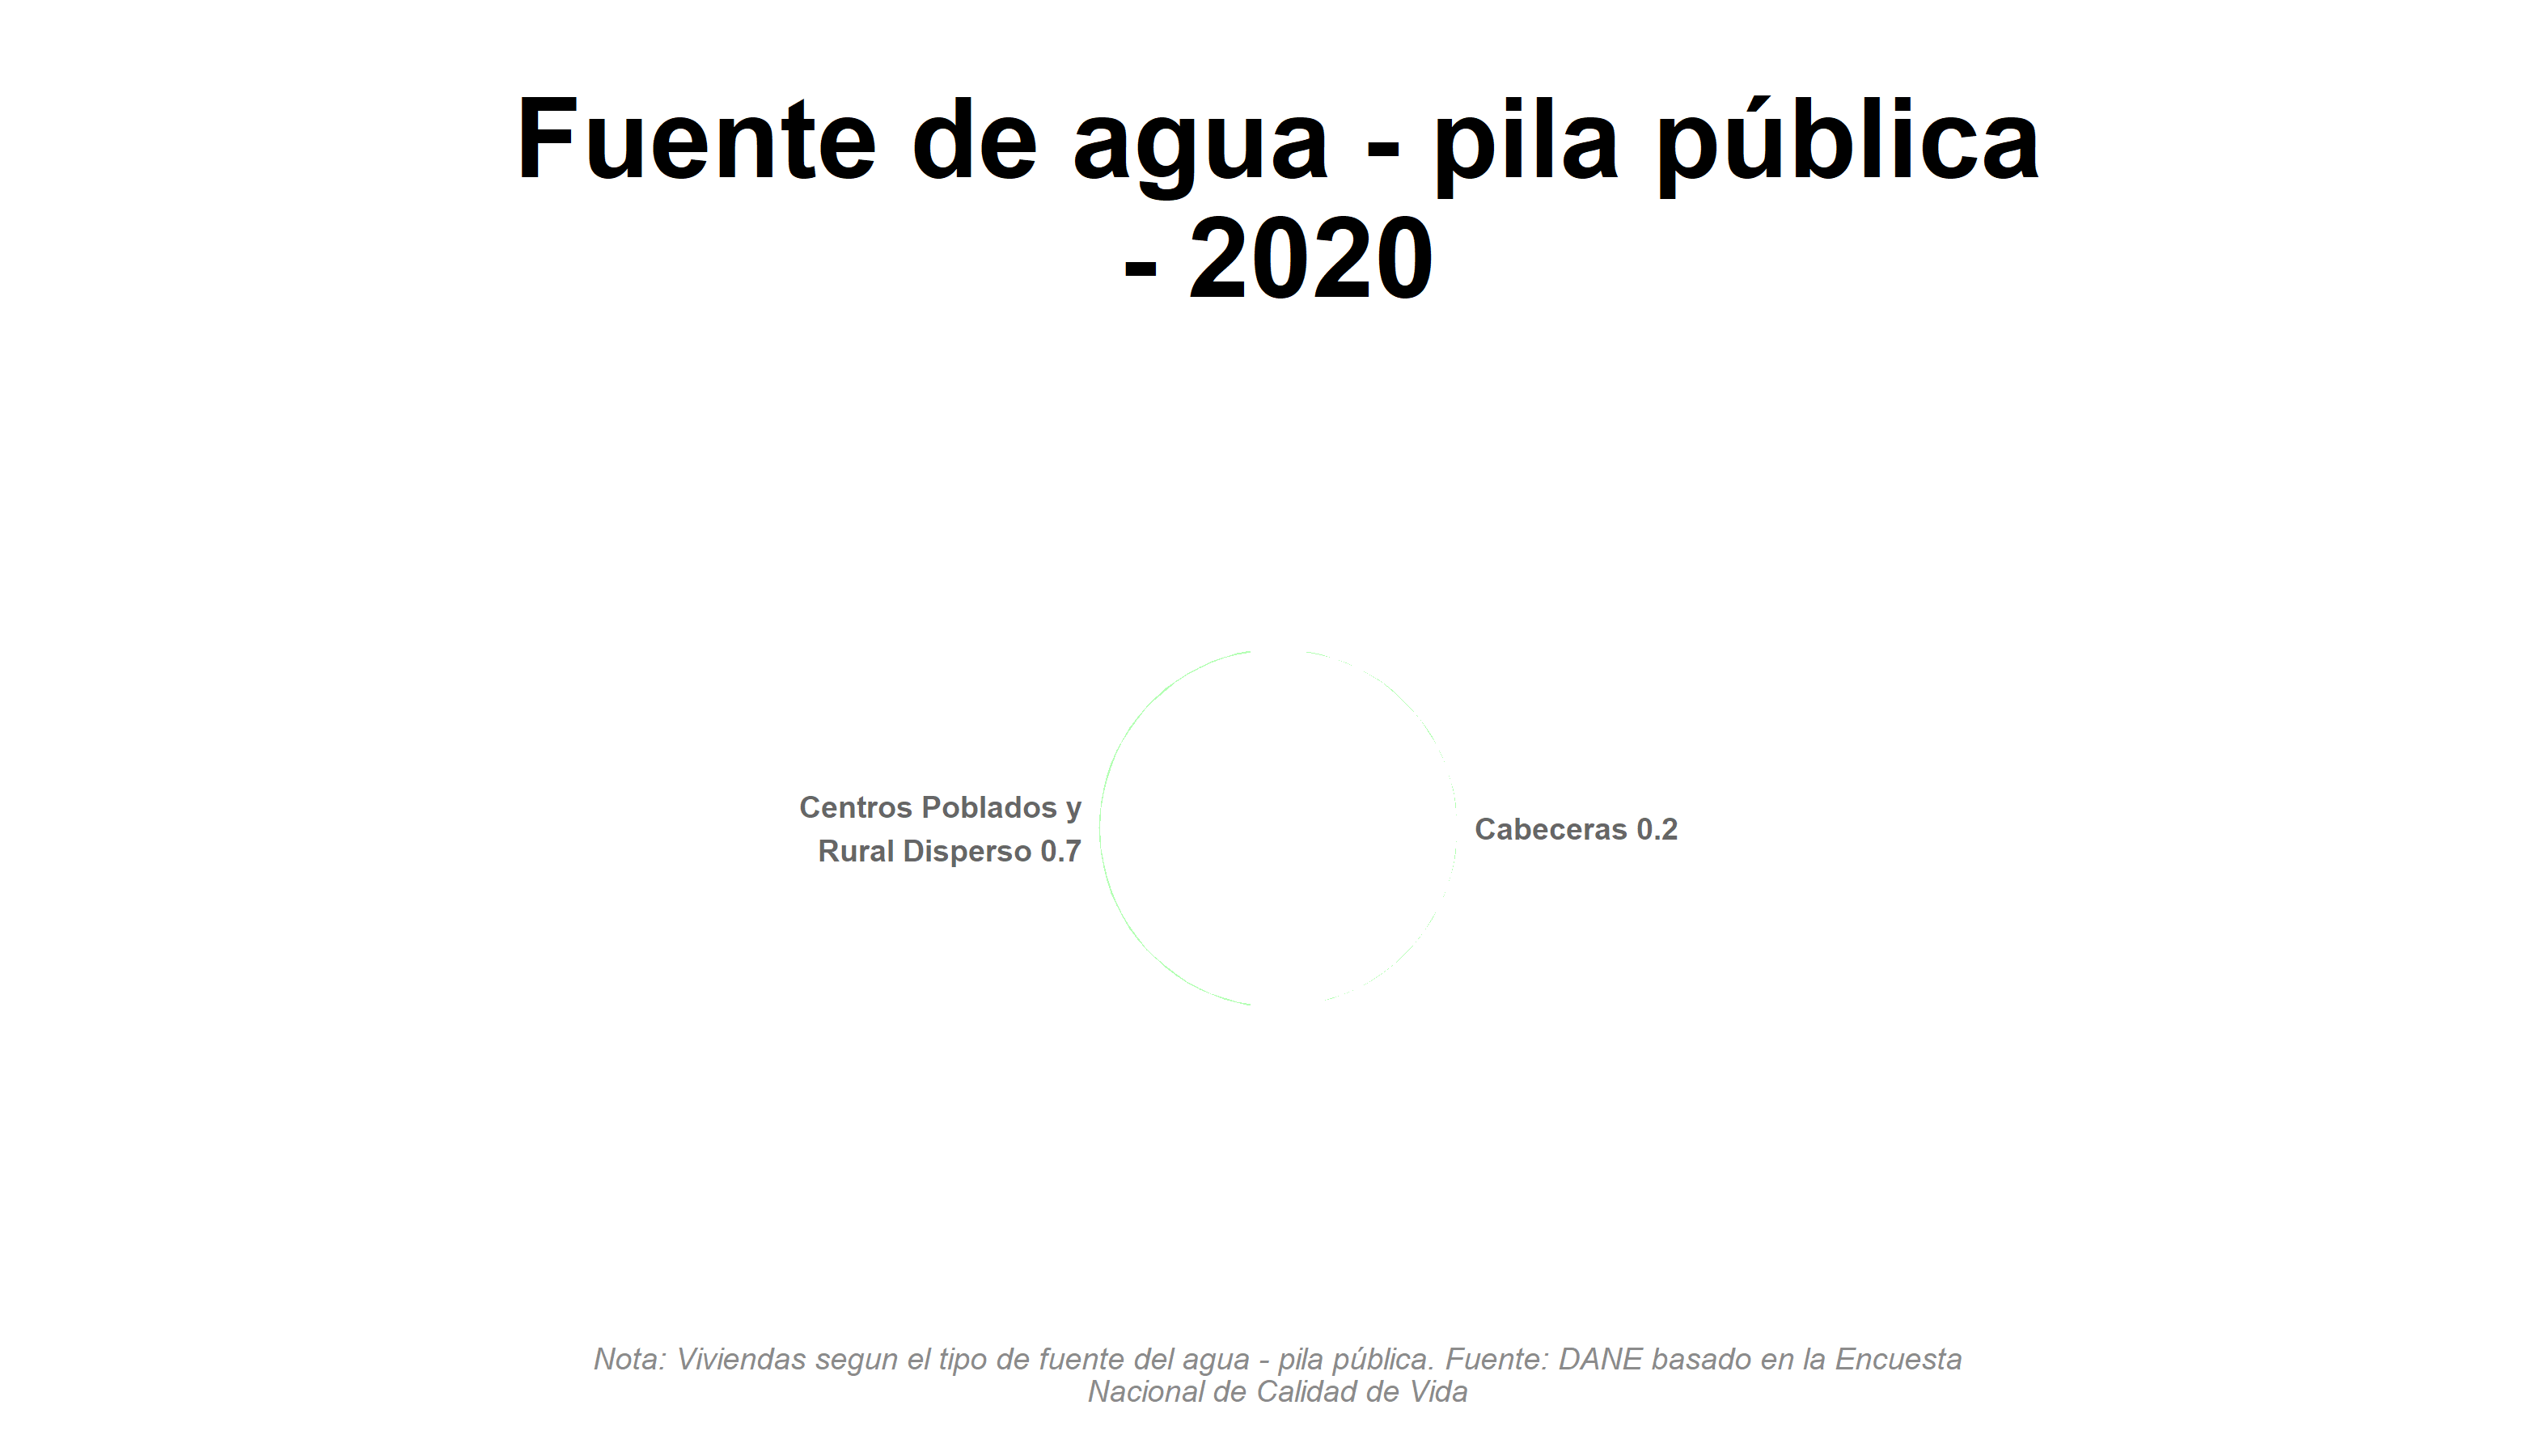 Fuente de agua - pila pública
- 2020
Centros Poblados y
Rural Disperso 0.7
Cabeceras 0.2
Nota: Viviendas segun el tipo de fuente del agua - pila pública. Fuente: DANE basado en la Encuesta
Nacional de Calidad de Vida